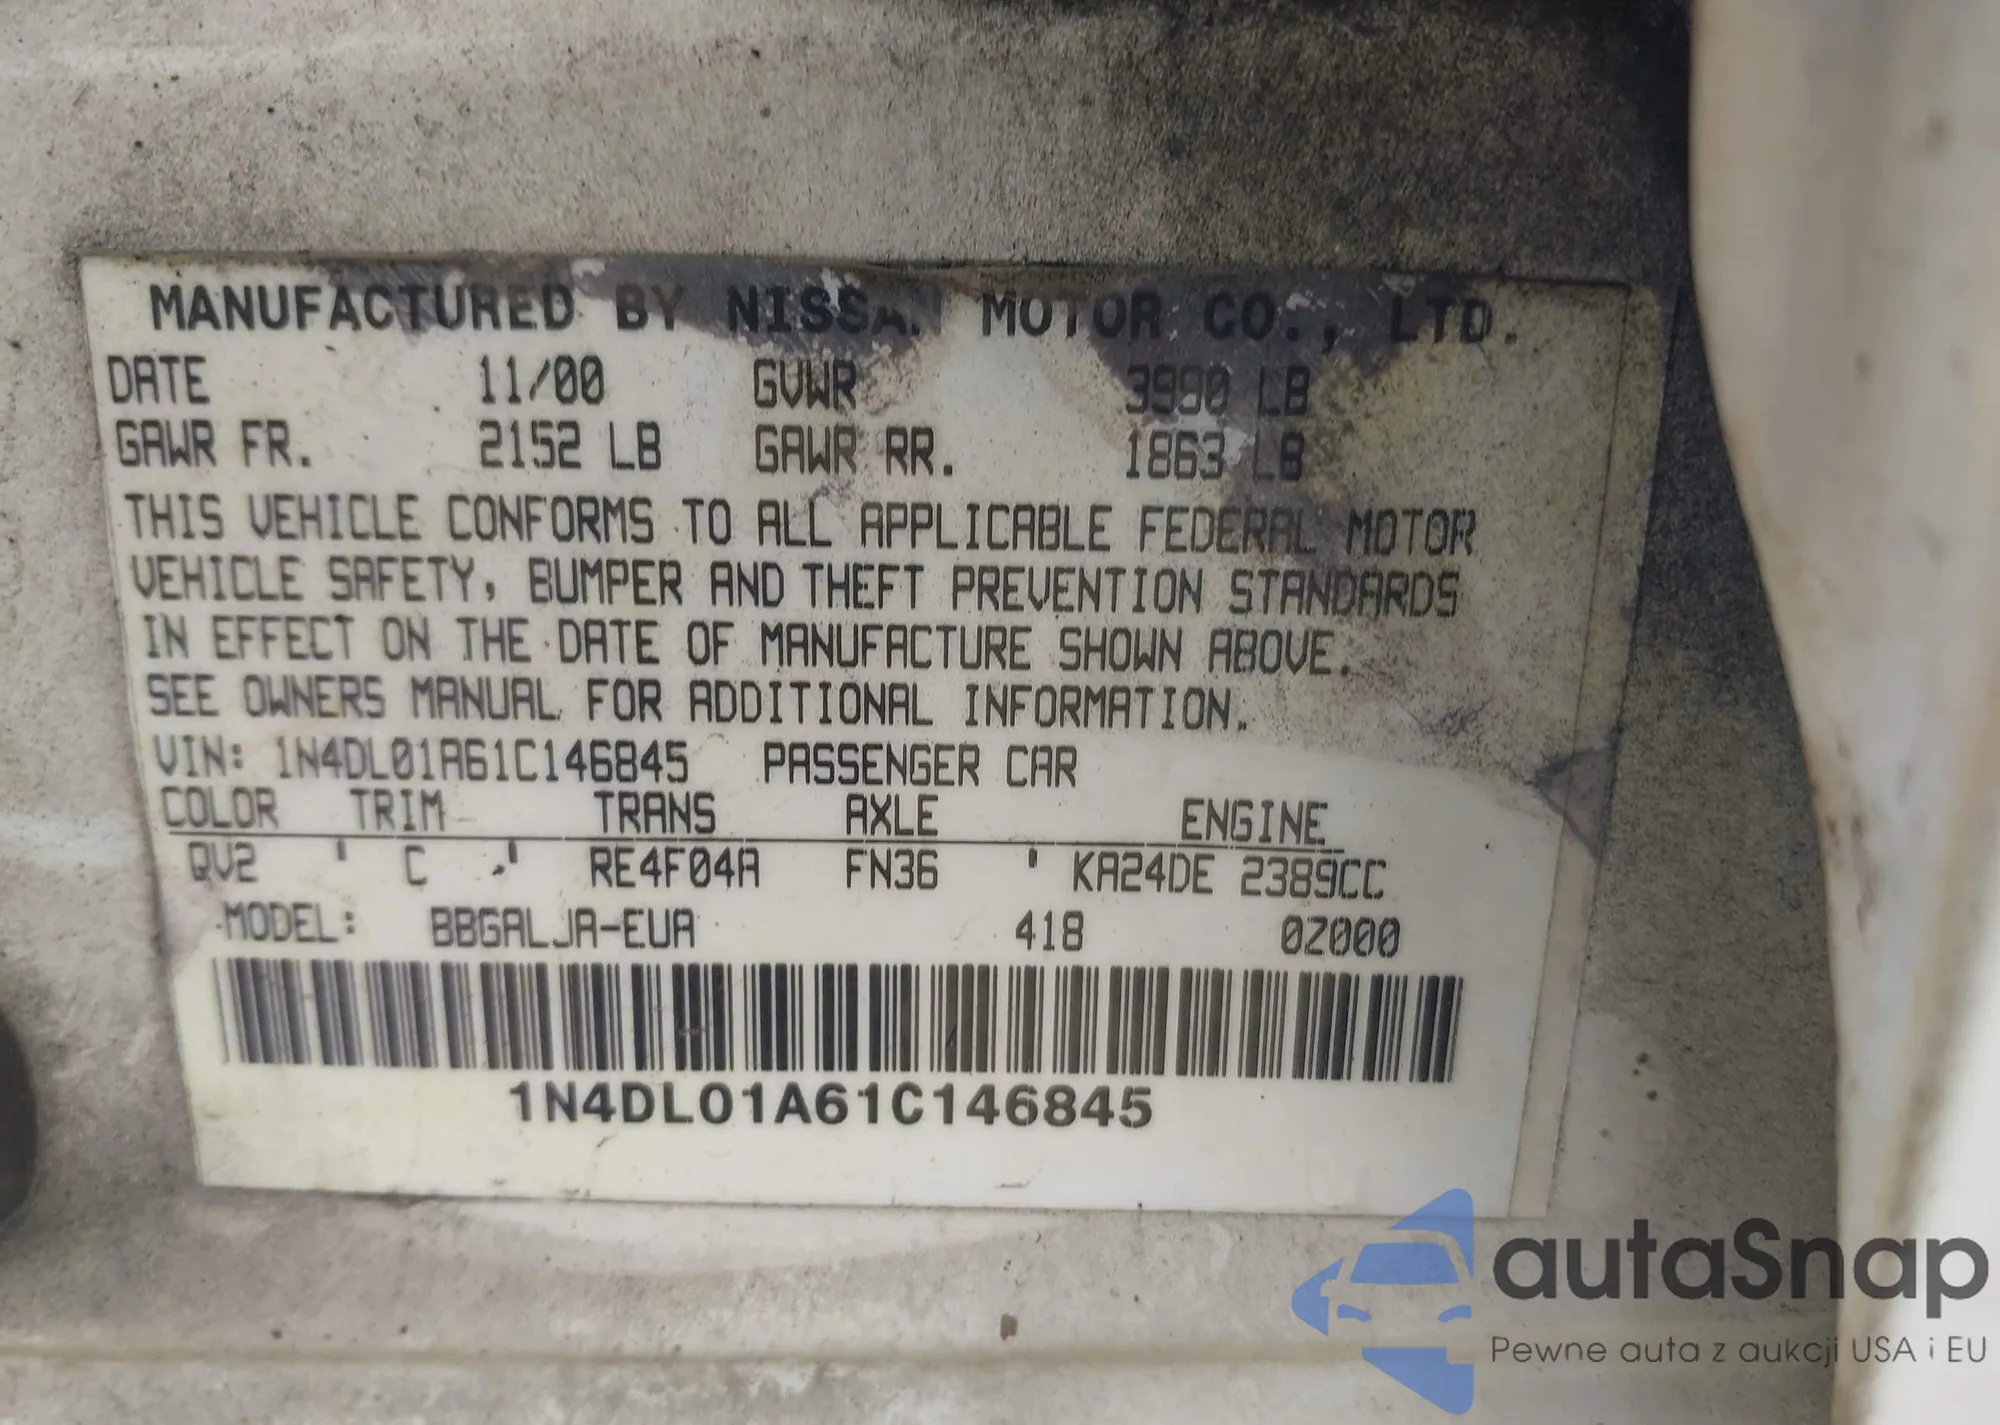 MANUFACTURED BY NISSAN MOTOR CO., LTD.
DATE 11/00 GVWR 3990 LB
GAWR FR. 2152 LB GAWR RR. 1863 LB
THIS VEHICLE CONFORMS TO ALL APPLICABLE FEDERAL MOTOR
VEHICLE SAFETY, BUMPER AND THEFT PREVENTION STANDARDS
IN EFFECT ON THE DATE OF MANUFACTURE SHOWN ABOVE.
SEE OWNERS MANUAL FOR ADDITIONAL INFORMATION.
VIN: 1N4DL01A61C146845 PASSENGER CAR
COLOR TRIM TRANS AXLE ENGINE
QV2 ' C ' RE4F04A FN36 ' KA24DE 2389CC
MODEL: BBGALJA-EUA 418 0Z000
1N4DL01A61C146845
autaSnap
Pewne auta z aukcji USA i EU